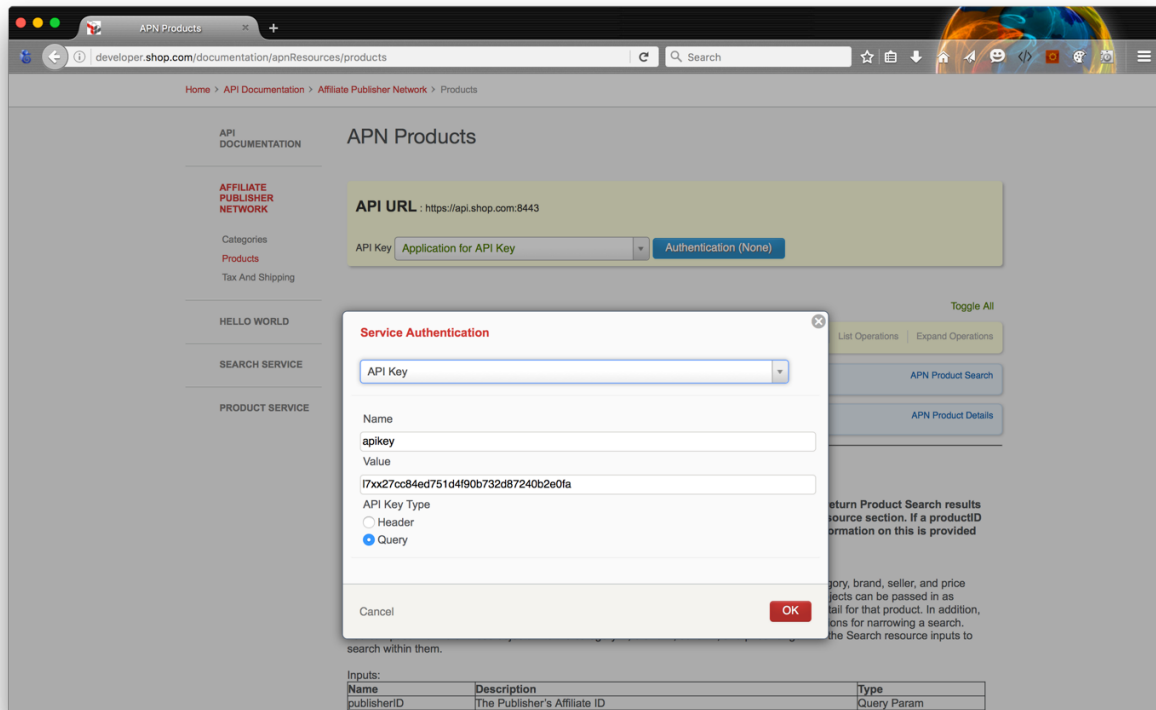 APN Products
developer.shop.com/documentation/apnResources/products
Search
Home > API Documentation > Affiliate Publisher Network > Products
API
DOCUMENTATION
AFFILIATE
PUBLISHER
NETWORK
Categories
Products
Tax And Shipping
HELLO WORLD
SEARCH SERVICE
PRODUCT SERVICE
APN Products
API URL : https://api.shop.com:8443
API Key Application for API Key Authentication (None)
Toggle All
List Operations Expand Operations
APN Product Search
APN Product Details
Service Authentication
API Key
Name
apikey
Value
l7xx27cc84ed751d4f90b732d87240b2e0fa
API Key Type
Header
Query
Cancel OK
eturn Product Search results
source section. If a productID
ormation on this is provided
gory, brand, seller, and price
jects can be passed in as
tail for that product. In addition,
ions for narrowing a search.
the Search resource inputs to
search within them.
Inputs:
Name Description Type
publisherID The Publisher's Affiliate ID Query Param